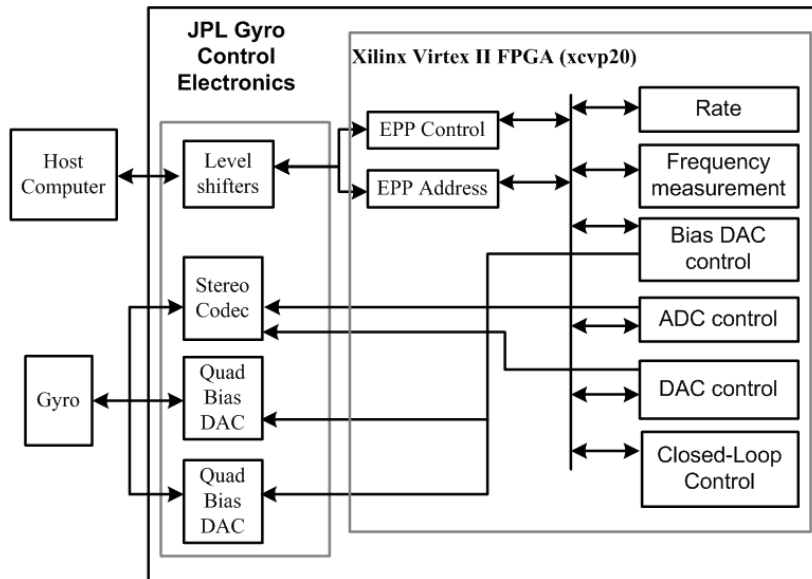 JPL Gyro
Control
Electronics
Xilinx Virtex II FPGA (xcvp20)
Host
Computer
Level
shifters
EPP Control
EPP Address
Rate
Frequency
measurement
Bias DAC
control
Stereo
Codec
ADC control
Gyro
Quad
Bias
DAC
DAC control
Quad
Bias
DAC
Closed-Loop
Control